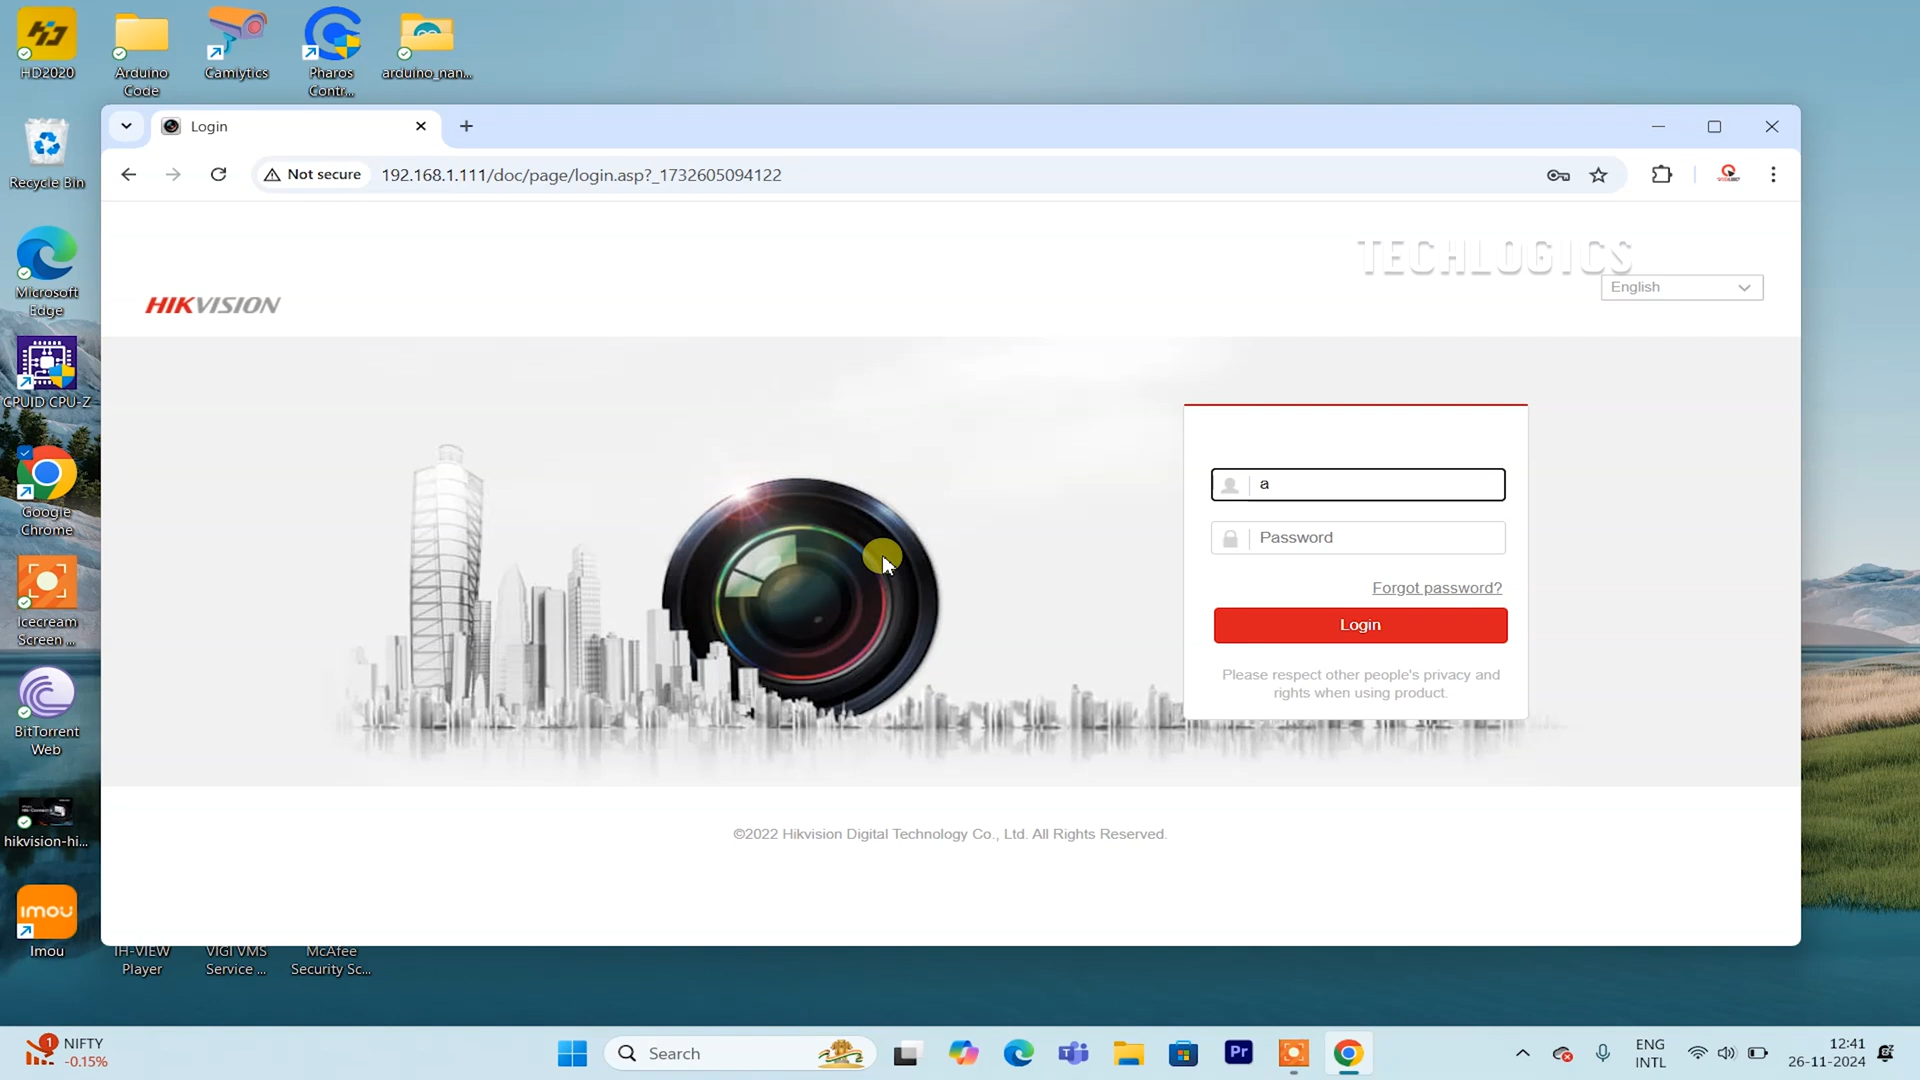 HD2020
Arduino
Code
Camlytics
Pharos
Contr...
arduino_nan...
Recycle Bin
Microsoft
Edge
CPUID CPU-Z
Google
Chrome
Icecream
Screen ...
BitTorrent
Web
hikvision-hi...
imou
Imou
IH-VIEW
Player
VIGI VMS
Service ...
McAfee
Security Sc...
Login
Not secure
192.168.1.111/doc/page/login.asp?_1732605094122
TECHLOGICS
HIKVISION
English
a
Password
Forgot password?
Login
Please respect other people's privacy and
rights when using product.
©2022 Hikvision Digital Technology Co., Ltd. All Rights Reserved.
1
NIFTY
-0.15%
Search
Pr
ENG
INTL
12:41
26-11-2024